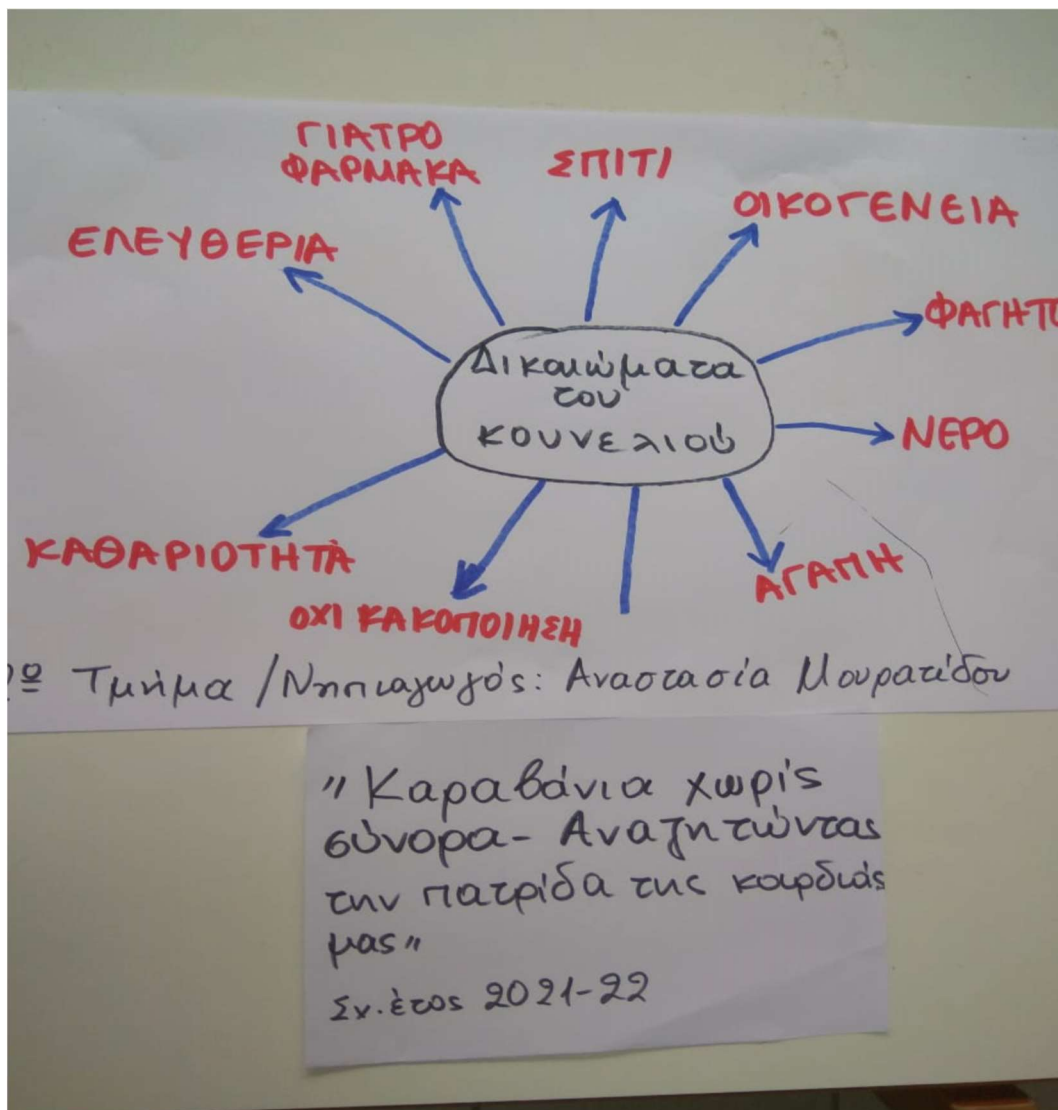 ΓΙΑΤΡΟ
ΦΑΡΜΑΚΑ
ΣΠΙΤΙ
ΟΙΚΟΓΕΝΕΙΑ
ΕΛΕΥΘΕΡΙΑ
ΦΑΓΗΤΟ
Δικαιώματα
του
κουνελιού
ΝΕΡΟ
ΚΑΘΑΡΙΟΤΗΤΑ
ΑΓΑΠΗ
ΟΧΙ ΚΑΚΟΠΟΙΗΣΗ
Τμήμα / Νηπιαγωγός: Αναστασία Μουρατίδου
"Καραβάνια χωρίς
σύνορα - Αναζητώντας
την πατρίδα της καρδιάς
μας"
Σχ. έτος 2021-22